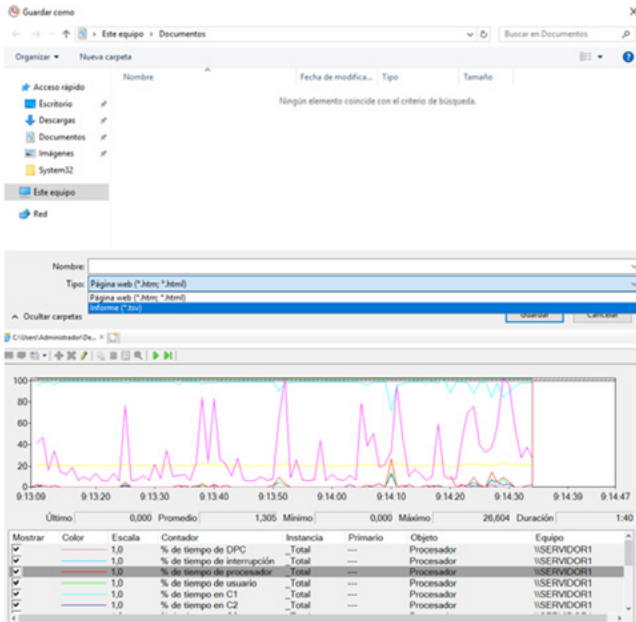 Guardar como
Este equipo > Documentos
Buscar en Documentos
Organizar Nueva carpeta
Nombre Fecha de modifica... Tipo Tamaño
Ningún elemento coincide con el criterio de búsqueda.
Acceso rápido
Escritorio
Descargas
Documentos
Imágenes
System32
Este equipo
Red
Nombre:
Tipo: Página web (*.htm; *.html)
Página web (*.htm; *.html)
Informe (*.tsv)
Ocultar carpetas Guardar Cancelar
C:\Users\Administrador\De...
100
80
60
40
20
0
9:13:09 9:13:20 9:13:30 9:13:40 9:13:50 9:14:00 9:14:10 9:14:20 9:14:30 9:14:39 9:14:47
Último 0,000 Promedio 1,305 Mínimo 0,000 Máximo 26,604 Duración 1:40
Mostrar Color Escala Contador Instancia Primario Objeto Equipo
1,0 % de tiempo de DPC _Total --- Procesador \\SERVIDOR1
1,0 % de tiempo de interrupción _Total --- Procesador \\SERVIDOR1
1,0 % de tiempo de procesador _Total --- Procesador \\SERVIDOR1
1,0 % de tiempo de usuario _Total --- Procesador \\SERVIDOR1
1,0 % de tiempo en C1 _Total --- Procesador \\SERVIDOR1
1,0 % de tiempo en C2 _Total --- Procesador \\SERVIDOR1